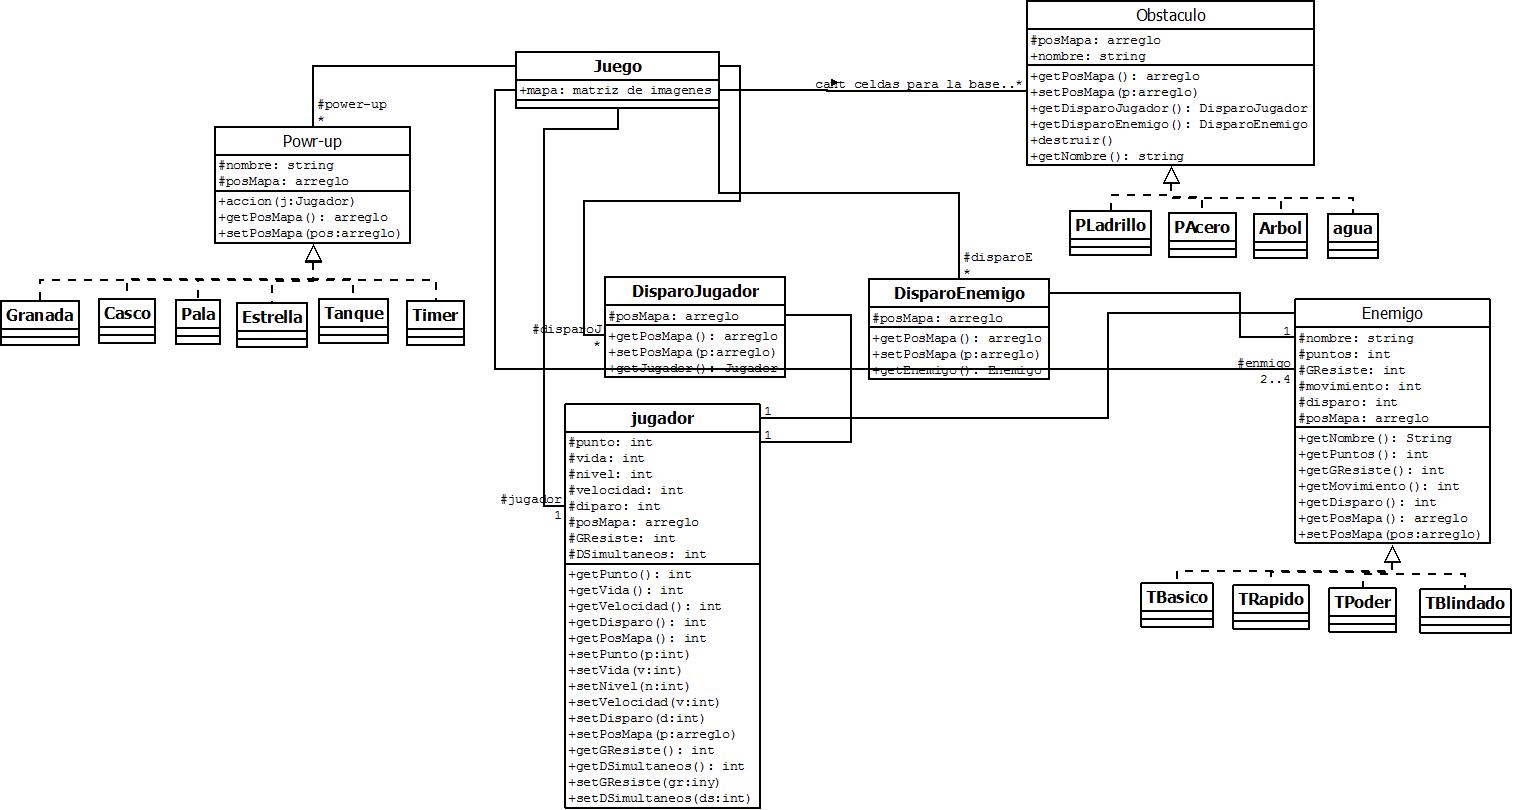 Juego
+mapa: matriz de imagenes
#power-up
*
Powr-up
#nombre: string
#posMapa: arreglo
+accion(j:Jugador)
+getPosMapa(): arreglo
+setPosMapa(pos:arreglo)
Granada
Casco
Pala
Estrella
Tanque
Timer
cant celdas para la base..*
Obstaculo
#posMapa: arreglo
+nombre: string
+getPosMapa(): arreglo
+setPosMapa(p:arreglo)
+getDisparoJugador(): DisparoJugador
+getDisparoEnemigo(): DisparoEnemigo
+destruir()
+getNombre(): string
PLadrillo
PAcero
Arbol
agua
#disparoJ
*
DisparoJugador
#posMapa: arreglo
+getPosMapa(): arreglo
+setPosMapa(p:arreglo)
+getJugador(): Jugador
#disparoE
*
DisparoEnemigo
#posMapa: arreglo
+getPosMapa(): arreglo
+setPosMapa(p:arreglo)
+getEnemigo(): Enemigo
1
#enmigo
2..4
Enemigo
#nombre: string
#puntos: int
#GResiste: int
#movimiento: int
#disparo: int
#posMapa: arreglo
+getNombre(): String
+getPuntos(): int
+getGResiste(): int
+getMovimiento(): int
+getDisparo(): int
+getPosMapa(): arreglo
+setPosMapa(pos:arreglo)
TBasico
TRapido
TPoder
TBlindado
#jugador
1
1
1
jugador
#punto: int
#vida: int
#nivel: int
#velocidad: int
#diparo: int
#posMapa: arreglo
#GResiste: int
#DSimultaneos: int
+getPunto(): int
+getVida(): int
+getVelocidad(): int
+getDisparo(): int
+getPosMapa(): int
+setPunto(p:int)
+setVida(v:int)
+setNivel(n:int)
+setVelocidad(v:int)
+setDisparo(d:int)
+setPosMapa(p:arreglo)
+getGResiste(): int
+getDSimultaneos(): int
+setGResiste(gr:iny)
+setDSimultaneos(ds:int)